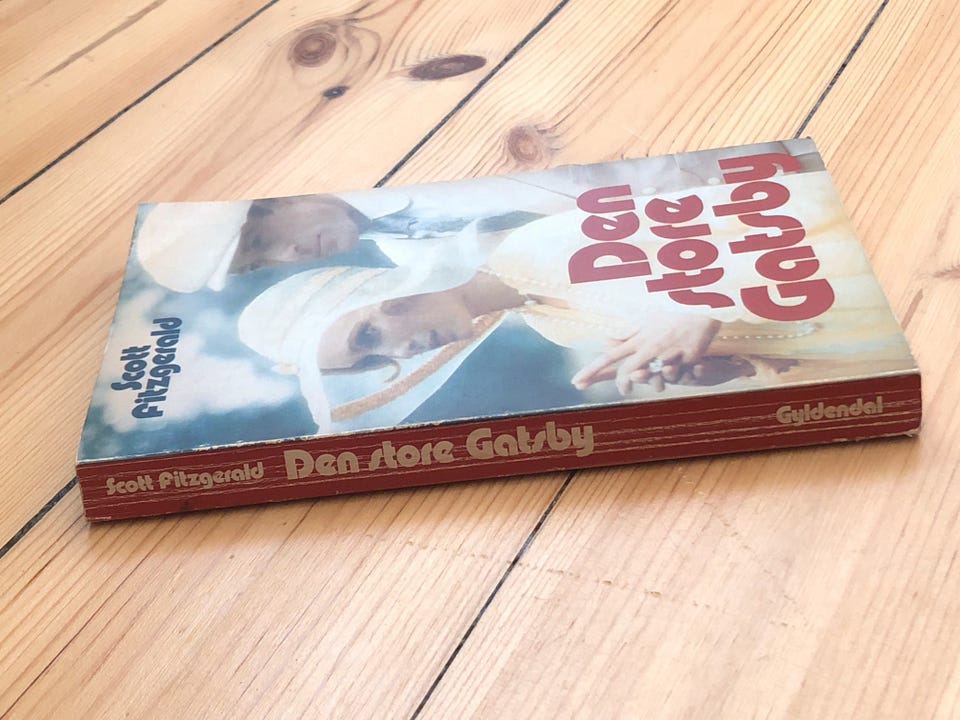 Scott
Fitzgerald
Den
store
Gatsby
Scott Fitzgerald Den store Gatsby Gyldendal